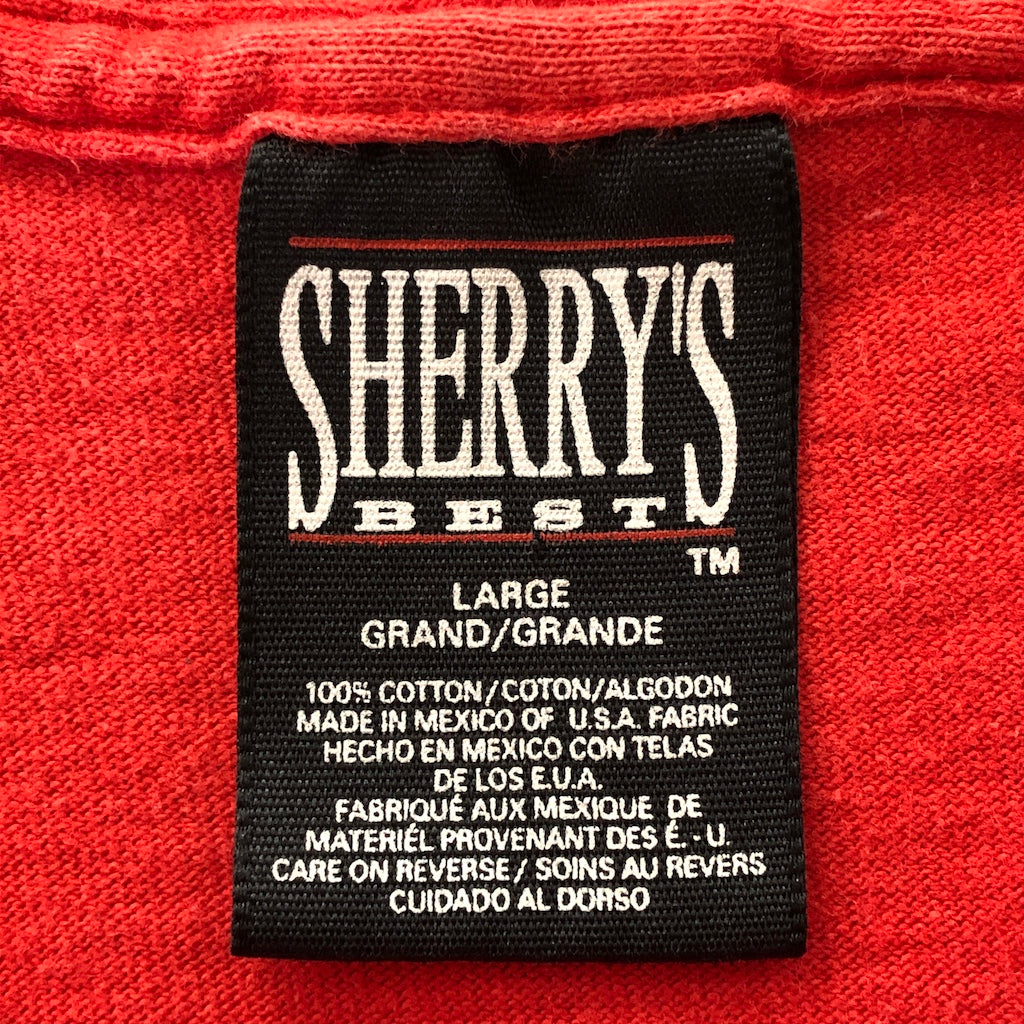 SHERRY'S
BEST
TM
LARGE
GRAND/GRANDE
100% COTTON/COTON/ALGODON
MADE IN MEXICO OF U.S.A. FABRIC
HECHO EN MEXICO CON TELAS
DE LOS E.U.A.
FABRIQUÉ AUX MEXIQUE DE
MATERIÉL PROVENANT DES É. - U.
CARE ON REVERSE / SOINS AU REVERS
CUIDADO AL DORSO